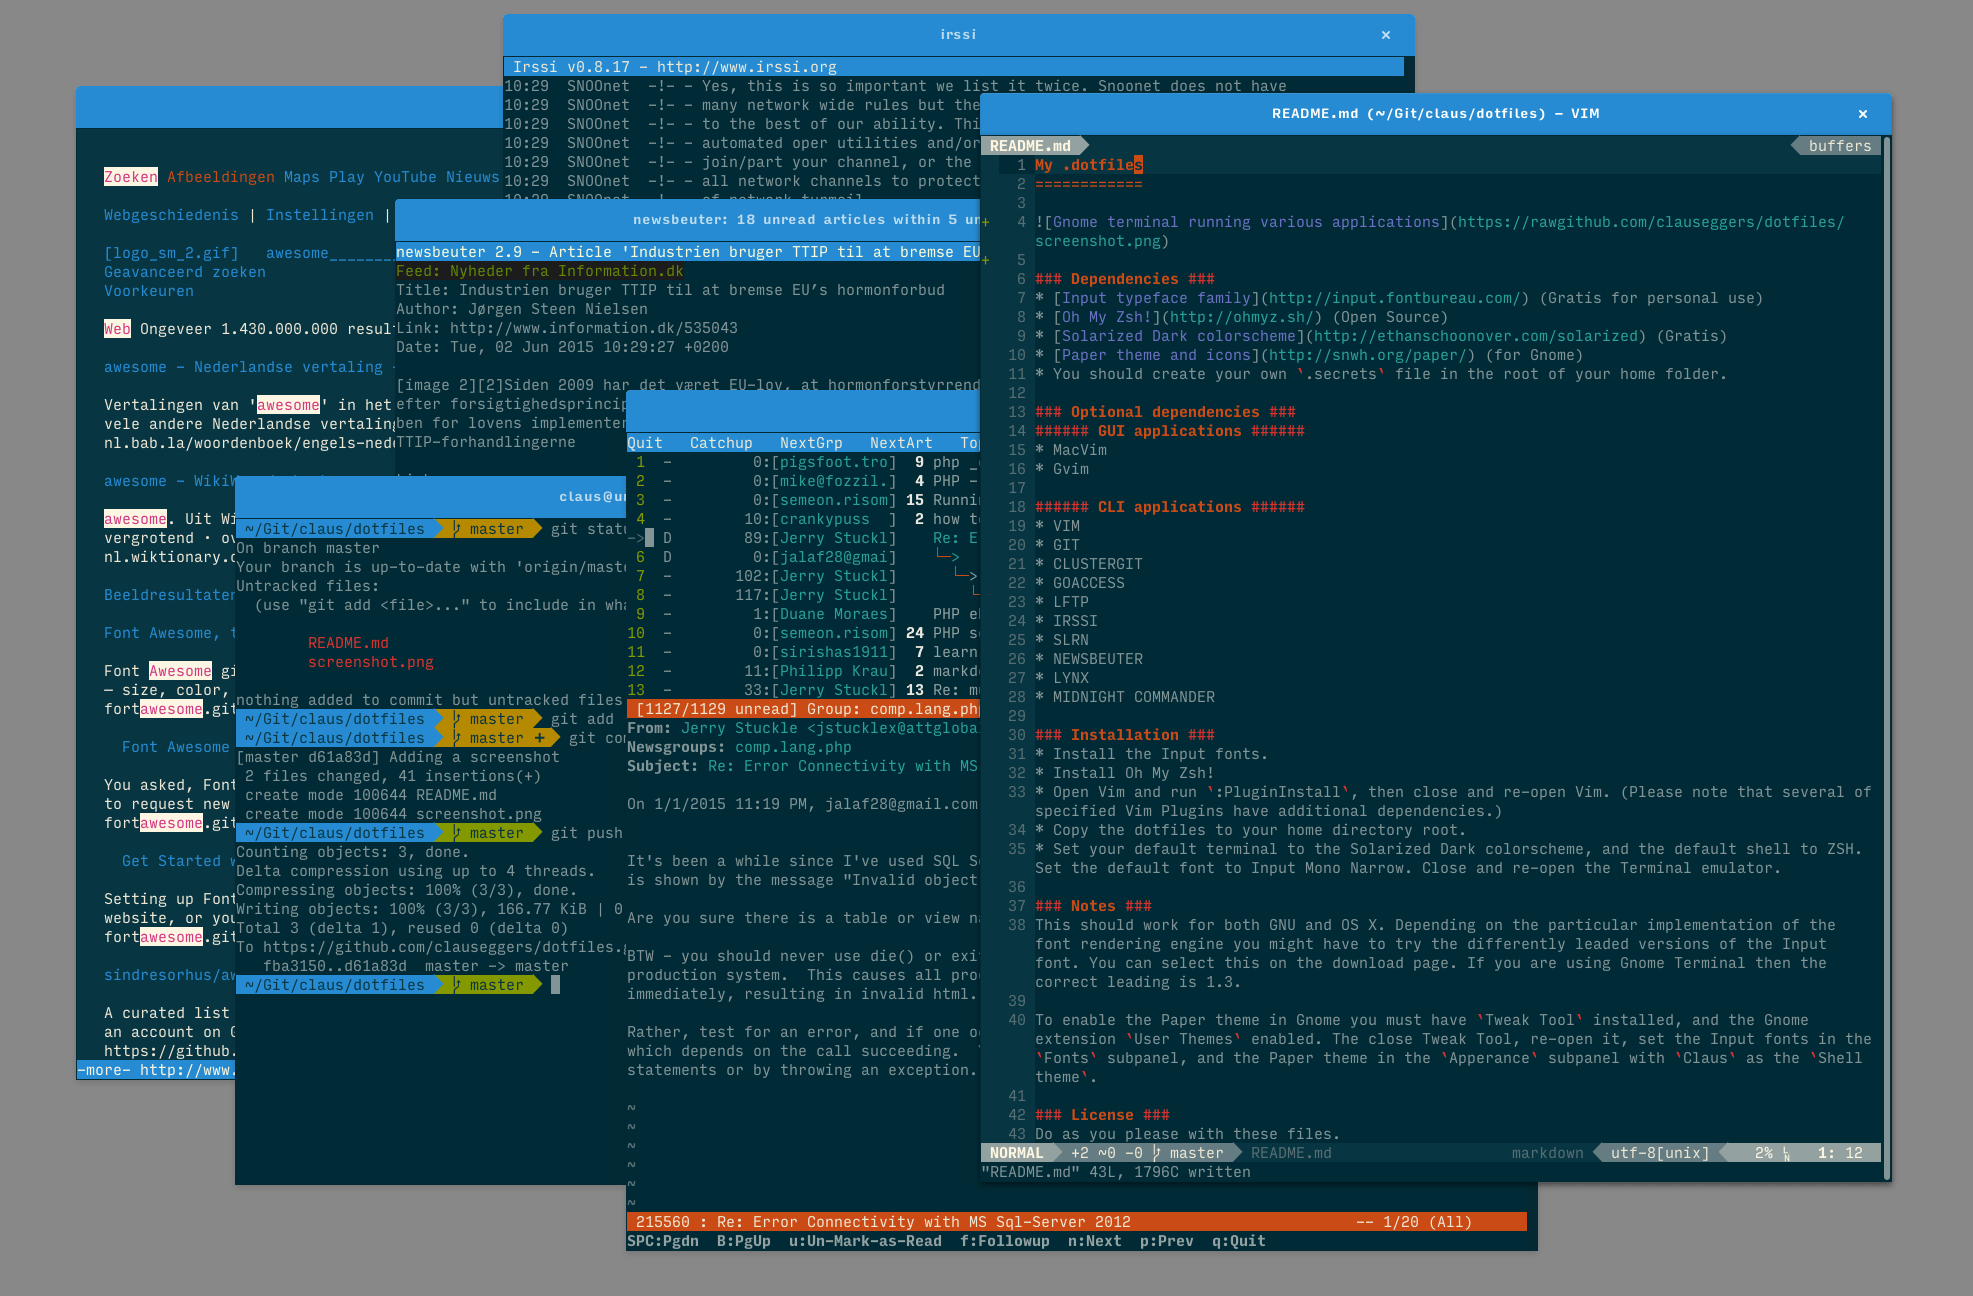 irssi
×
Irssi v0.8.17 - http://www.irssi.org
10:29 SNOOnet -!- - Yes, this is so important we list it twice. Snoonet does not have
10:29 SNOOnet -!- - many network wide rules but the
10:29 SNOOnet -!- - to the best of our ability. Thi
10:29 SNOOnet -!- - automated oper utilities and/or
10:29 SNOOnet -!- - join/part your channel, or the
10:29 SNOOnet -!- - all network channels to protect
Zoeken Afbeeldingen Maps Play YouTube Nieuws
Webgeschiedenis | Instellingen |
[logo_sm_2.gif] awesome________
Geavanceerd zoeken
Voorkeuren
Web Ongeveer 1.430.000.000 resul
awesome - Nederlandse vertaling
Vertalingen van 'awesome' in het
vele andere Nederlandse vertaling
nl.bab.la/woordenboek/engels-ned
awesome - WikiW
awesome. Uit Wi
vergrotend · ov
nl.wiktionary.o
Beeldresultaten
Font Awesome, t
Font Awesome gi
— size, color,
fortawesome.git
Font Awesome
You asked, Font
to request new
fortawesome.git
Get Started w
Setting up Font
website, or you
fortawesome.git
sindresorhus/aw
A curated list
an account on G
https://github.
-more- http://www.
newsbeuter: 18 unread articles within 5 un
newsbeuter 2.9 - Article 'Industrien bruger TTIP til at bremse EU
Feed: Nyheder fra Information.dk
Title: Industrien bruger TTIP til at bremse EU’s hormonforbud
Author: Jørgen Steen Nielsen
Link: http://www.information.dk/535043
Date: Tue, 02 Jun 2015 10:29:27 +0200
[image 2][2]Siden 2009 har det været EU-lov, at hormonforstyrrend
efter forsigtighedsprincip
ben for lovens implementer
TTIP-forhandlingerne
claus@un
~/Git/claus/dotfiles master git statu
On branch master
Your branch is up-to-date with 'origin/maste
Untracked files:
(use "git add <file>..." to include in wha
README.md
screenshot.png
nothing added to commit but untracked files
~/Git/claus/dotfiles master git add
~/Git/claus/dotfiles master + git com
[master d61a83d] Adding a screenshot
2 files changed, 41 insertions(+)
create mode 100644 README.md
create mode 100644 screenshot.png
~/Git/claus/dotfiles master git push
Counting objects: 3, done.
Delta compression using up to 4 threads.
Compressing objects: 100% (3/3), done.
Writing objects: 100% (3/3), 166.77 KiB | 0
Total 3 (delta 1), reused 0 (delta 0)
To https://github.com/clauseggers/dotfiles.g
fba3150..d61a83d master -> master
~/Git/claus/dotfiles master
Quit Catchup NextGrp NextArt To
1 - 0:[pigsfoot.tro] 9 php _
2 - 0:[mike@fozzil.] 4 PHP -
3 - 0:[semeon.risom] 15 Runnin
4 - 10:[crankypuss ] 2 how t
-> D 89:[Jerry Stuckl] Re: E
6 D 0:[jalaf28@gmai] └─>
7 - 102:[Jerry Stuckl] └─>
8 - 117:[Jerry Stuckl] └
9 - 1:[Duane Moraes] PHP e
10 - 0:[semeon.risom] 24 PHP s
11 - 0:[sirishas1911] 7 learn
12 - 11:[Philipp Krau] 2 markd
13 - 33:[Jerry Stuckl] 13 Re: m
[1127/1129 unread] Group: comp.lang.php
From: Jerry Stuckle <jstucklex@attgloba
Newsgroups: comp.lang.php
Subject: Re: Error Connectivity with MS
On 1/1/2015 11:19 PM, jalaf28@gmail.com
It's been a while since I've used SQL S
is shown by the message "Invalid object
Are you sure there is a table or view na
BTW - you should never use die() or exi
production system. This causes all pro
immediately, resulting in invalid html.
Rather, test for an error, and if one o
which depends on the call succeeding.
statements or by throwing an exception.
~
~
~
~
~
~
215560 : Re: Error Connectivity with MS Sql-Server 2012 -- 1/20 (All)
SPC:Pgdn B:PgUp u:Un-Mark-as-Read f:Followup n:Next p:Prev q:Quit
README.md (~/Git/claus/dotfiles) - VIM
×
README.md buffers
1 My .dotfiles
2 ============
3
+ 4 ![Gnome terminal running various applications](https://rawgithub.com/clauseggers/dotfiles/
screenshot.png)
+ 5
6 ### Dependencies ###
7 * [Input typeface family](http://input.fontbureau.com/) (Gratis for personal use)
8 * [Oh My Zsh!](http://ohmyz.sh/) (Open Source)
9 * [Solarized Dark colorscheme](http://ethanschoonover.com/solarized) (Gratis)
10 * [Paper theme and icons](http://snwh.org/paper/) (for Gnome)
11 * You should create your own `.secrets` file in the root of your home folder.
12
13 ### Optional dependencies ###
14 ###### GUI applications ######
15 * MacVim
16 * Gvim
17
18 ###### CLI applications ######
19 * VIM
20 * GIT
21 * CLUSTERGIT
22 * GOACCESS
23 * LFTP
24 * IRSSI
25 * SLRN
26 * NEWSBEUTER
27 * LYNX
28 * MIDNIGHT COMMANDER
29
30 ### Installation ###
31 * Install the Input fonts.
32 * Install Oh My Zsh!
33 * Open Vim and run `:PluginInstall`, then close and re-open Vim. (Please note that several of
specified Vim Plugins have additional dependencies.)
34 * Copy the dotfiles to your home directory root.
35 * Set your default terminal to the Solarized Dark colorscheme, and the default shell to ZSH.
Set the default font to Input Mono Narrow. Close and re-open the Terminal emulator.
36
37 ### Notes ###
38 This should work for both GNU and OS X. Depending on the particular implementation of the
font rendering engine you might have to try the differently leaded versions of the Input
font. You can select this on the download page. If you are using Gnome Terminal then the
correct leading is 1.3.
39
40 To enable the Paper theme in Gnome you must have `Tweak Tool` installed, and the Gnome
extension `User Themes` enabled. The close Tweak Tool, re-open it, set the Input fonts in the
`Fonts` subpanel, and the Paper theme in the `Apperance` subpanel with `Claus` as the `Shell
theme`.
41
42 ### License ###
43 Do as you please with these files.
NORMAL +2 ~0 -0 master README.md markdown utf-8[unix] 2% LN 1: 12
"README.md" 43L, 1796C written